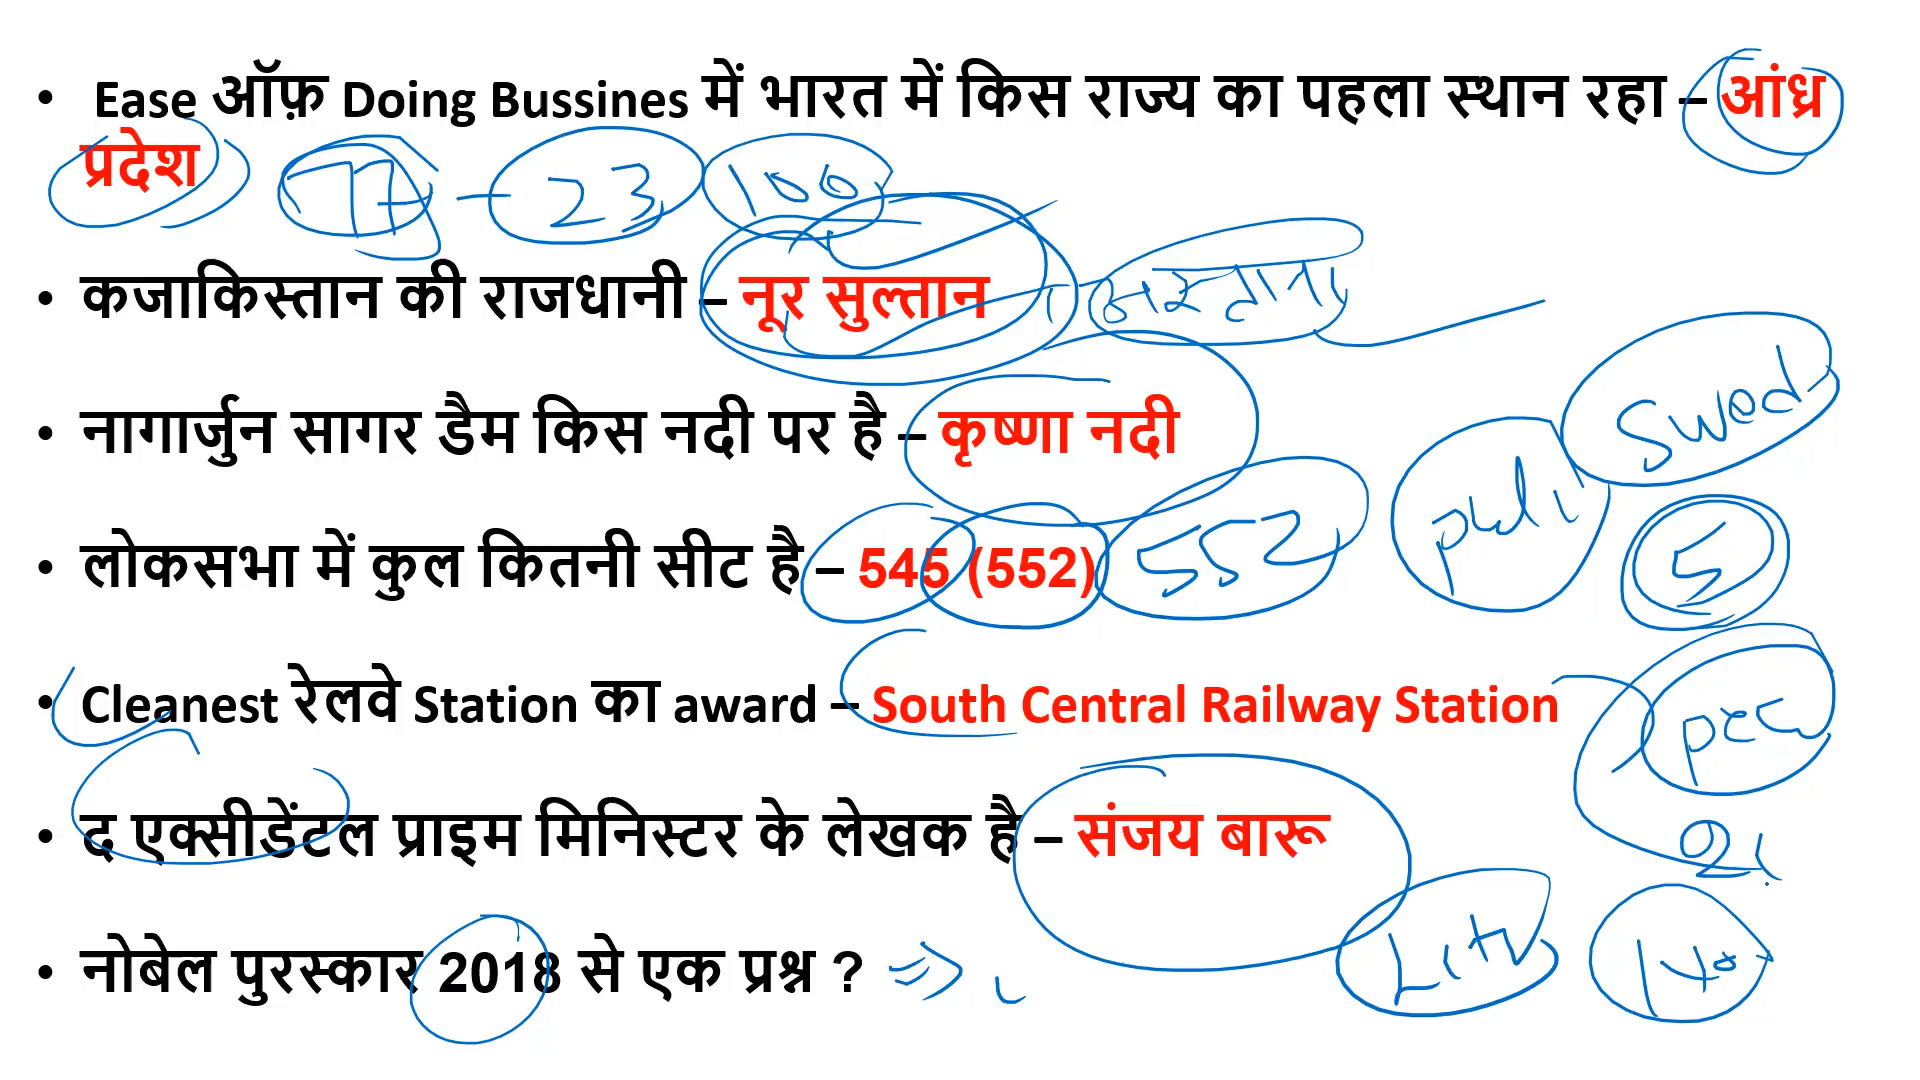 • Ease ऑफ़ Doing Bussines में भारत में किस राज्य का पहला स्थान रहा – आंध्र
प्रदेश 77 - 23 100
• कजाकिस्तान की राजधानी – नूर सुल्तान
• नागार्जुन सागर डैम किस नदी पर है – कृष्णा नदी
• लोकसभा में कुल कितनी सीट है – 545 (552) 552 5
• Cleanest रेलवे Station का award – South Central Railway Station
• द एक्सीडेंटल प्राइम मिनिस्टर के लेखक है – संजय बारू
• नोबेल पुरस्कार 2018 से एक प्रश्न ? ⇒